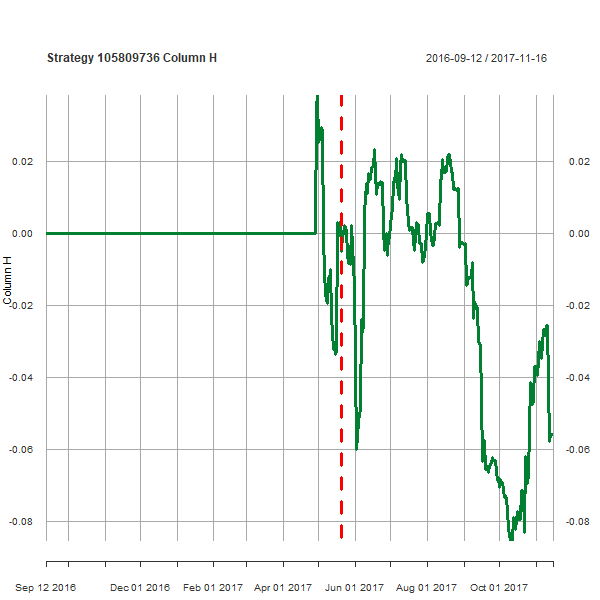 Strategy 105809736 Column H
2016-09-12 / 2017-11-16
0.02
0.00
-0.02
-0.04
-0.06
-0.08
Column H
0.02
0.00
-0.02
-0.04
-0.06
-0.08
Sep 12 2016
Dec 01 2016
Feb 01 2017
Apr 01 2017
Jun 01 2017
Aug 01 2017
Oct 01 2017